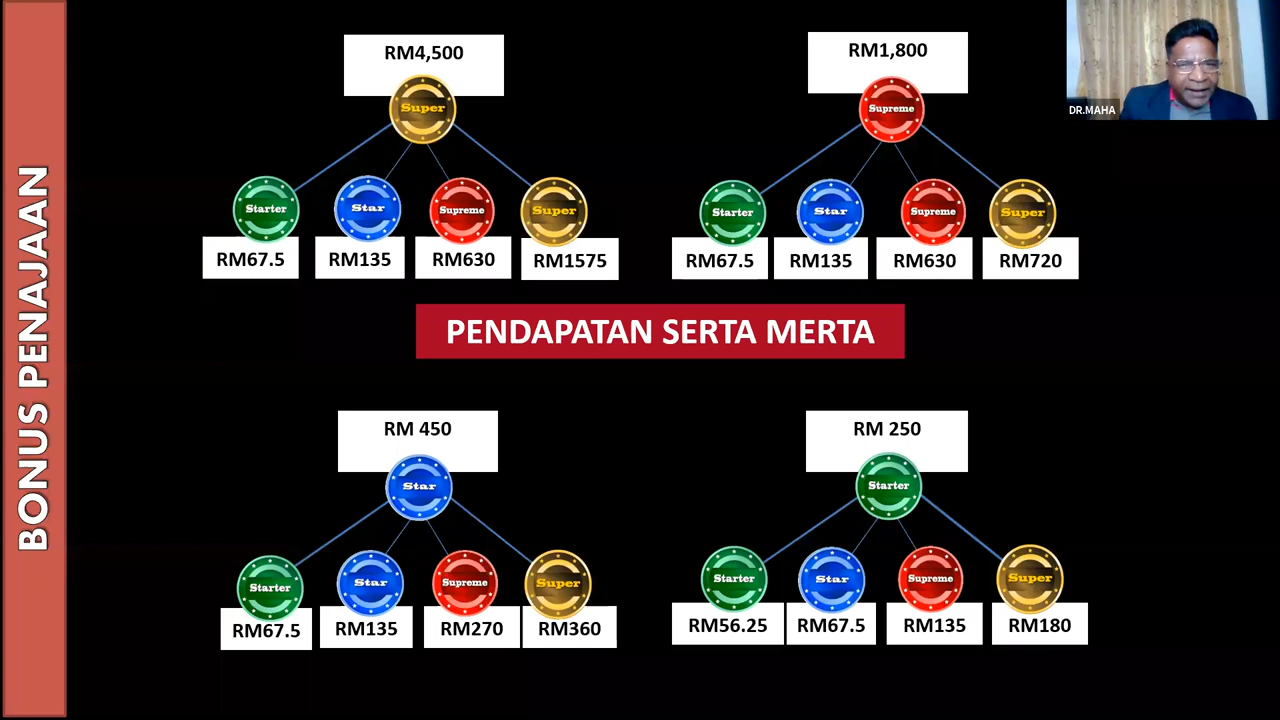 BONUS PENAJAAN
RM4,500
Super
Starter
Star
Supreme
Super
RM67.5
RM135
RM630
RM1575
RM1,800
Supreme
Starter
Star
Supreme
Super
RM67.5
RM135
RM630
RM720
DR.MAHA
PENDAPATAN SERTA MERTA
RM 450
Star
Starter
Star
Supreme
Super
RM67.5
RM135
RM270
RM360
RM 250
Starter
Starter
Star
Supreme
Super
RM56.25
RM67.5
RM135
RM180